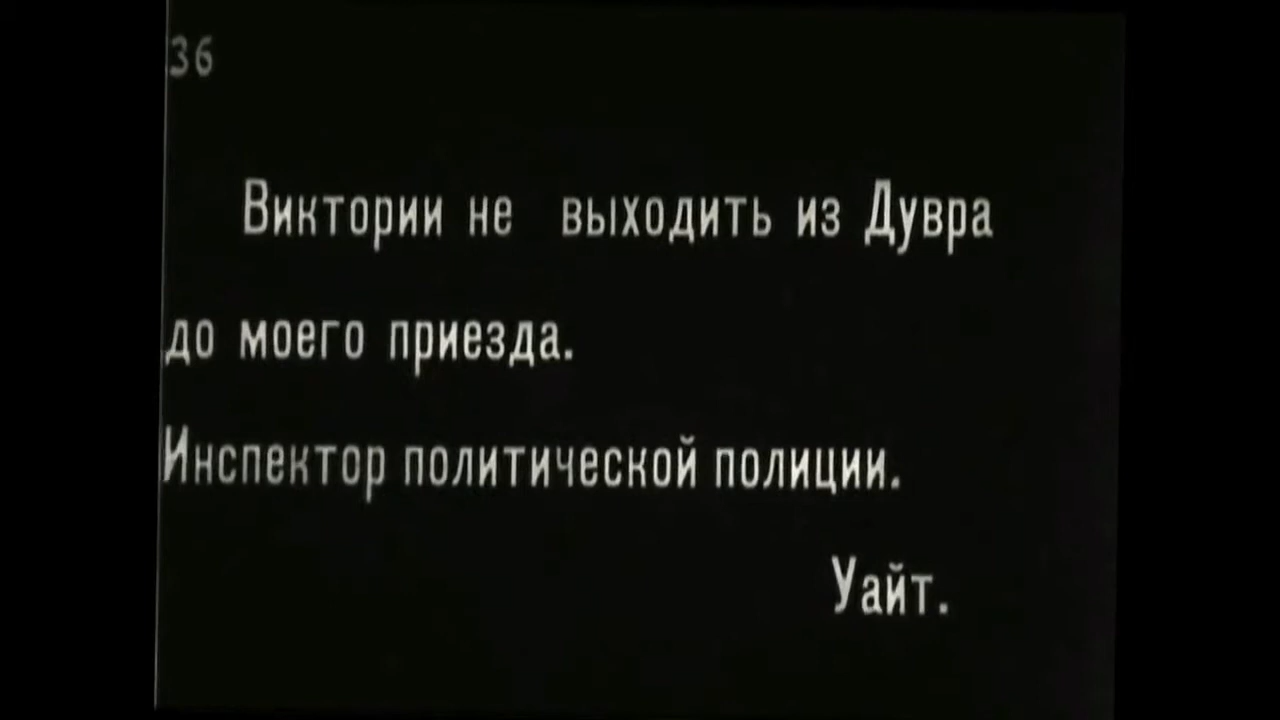 36
Виктории не выходить из Дувра
до моего приезда.
Инспектор политической полиции.
Уайт.